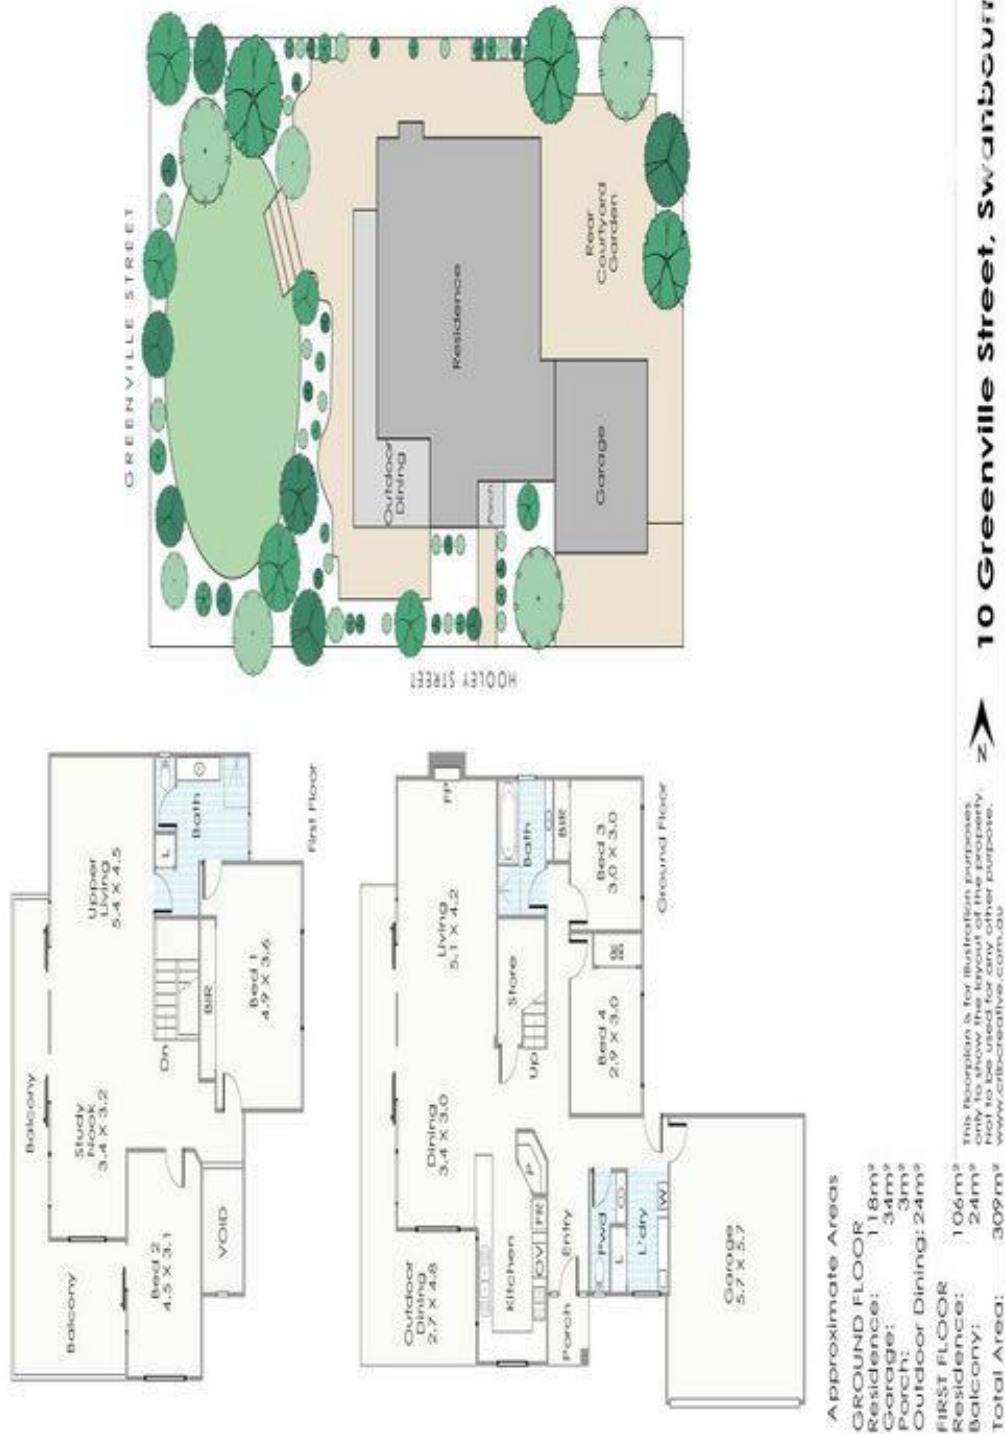 GREENVILLE STREET
HOOLEY STREET
Outdoor
Dining
Residence
Porch
Garage
Rear
Courtyard
Garden
Balcony
Balcony
Study
Nook
3.4 X 3.2
Upper
Living
5.4 X 4.5
Bed 2
4.5 X 3.1
VOID
Dn
L
Bath
BIR
Bed 1
4.9 X 3.6
First Floor
Outdoor
Dining
2.7 X 4.8
Dining
3.4 X 3.0
Living
5.1 X 4.2
FP
Kitchen
OV
FR
P
Up
Store
Bath
BIR
Porch
Entry
Pwd
L
L'dry
W
Bed 4
2.9 X 3.0
Bed 3
3.0 X 3.0
Garage
5.7 X 5.7
Ground Floor
Approximate Areas
GROUND FLOOR
Residence: 118m²
Garage: 34m²
Porch: 3m²
Outdoor Dining: 24m²
FIRST FLOOR
Residence: 106m²
Balcony: 24m²
Total Area: 309m²
This floorplan is for illustration purposes
only to show the layout of the property.
Not to be used for any other purpose.
www.cribcreative.com.au
N
10 Greenville Street, Swanbourn